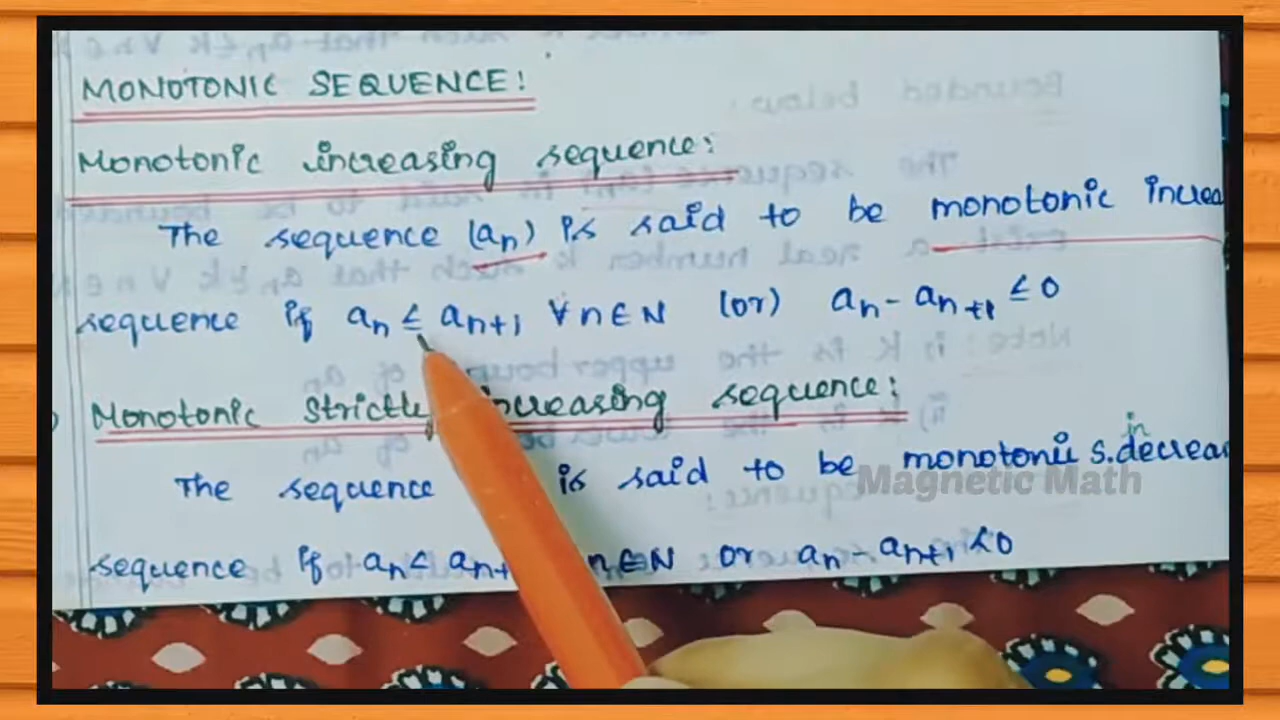 MONOTONIC SEQUENCE:
Monotonic increasing sequence:
The sequence (aₙ) is said to be monotonic increa
sequence if aₙ ≤ aₙ₊₁ ∀ n ∈ N (or) aₙ - aₙ₊₁ ≤ 0
Monotonic strictly increasing sequence:
in
The sequence is said to be monotonic s.decrea
sequence if aₙ < aₙ₊ n ∈ N or aₙ - aₙ₊₁ < 0
Magnetic Math